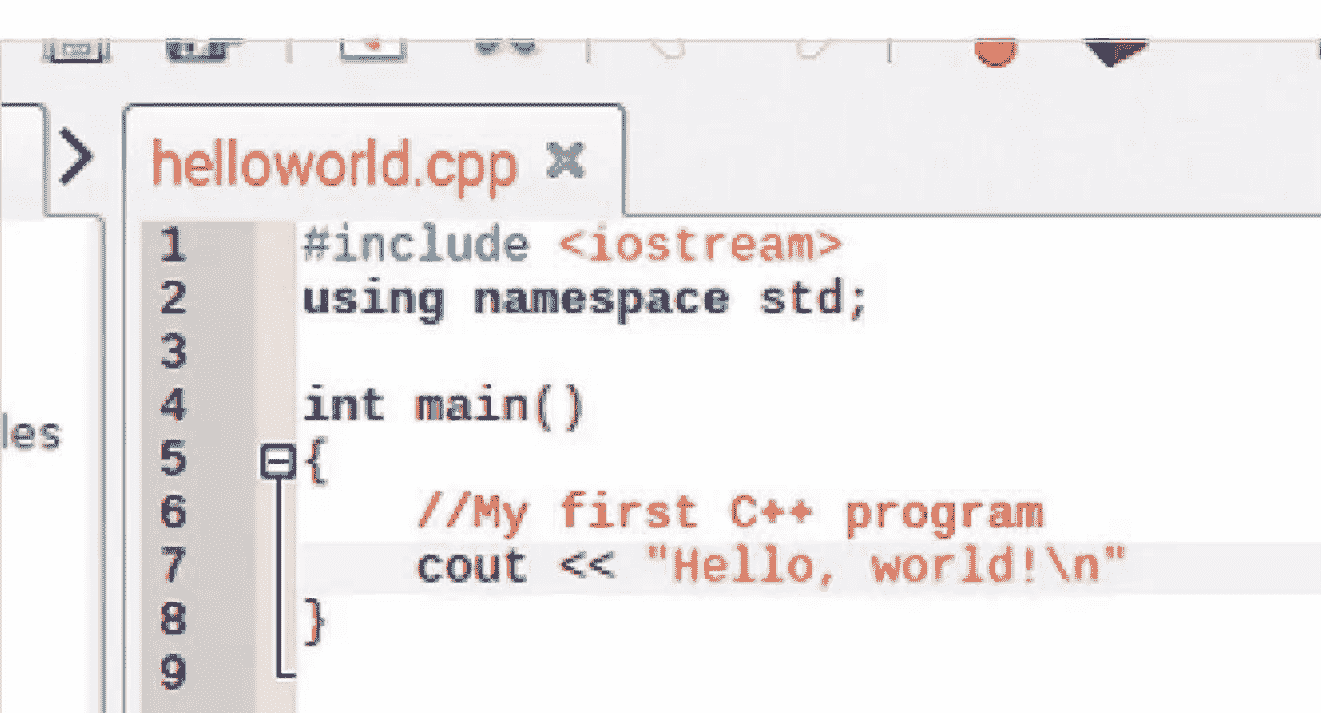 helloworld.cpp
les
1 #include <iostream>
2 using namespace std;
3
4 int main()
5 {
6 //My first C++ program
7 cout << "Hello, world!\n"
8 }
9